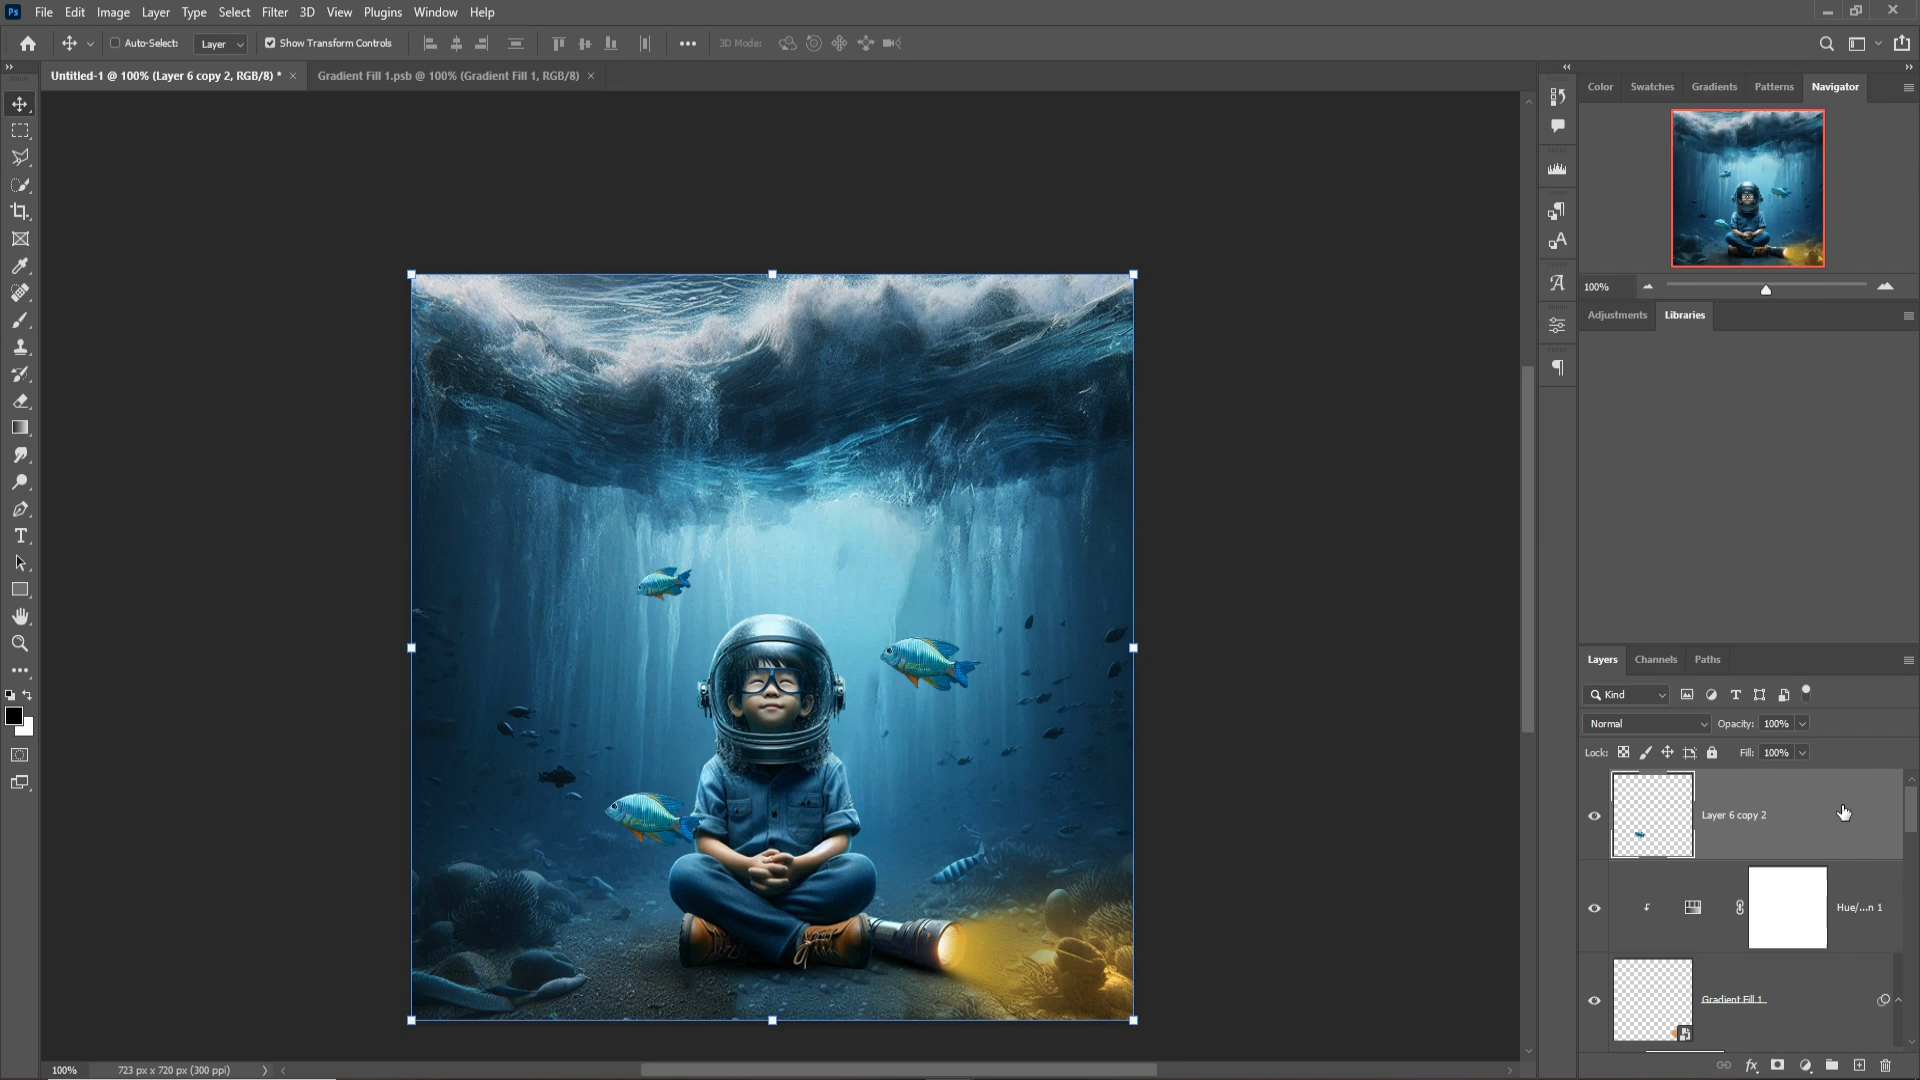 Ps File Edit Image Layer Type Select Filter 3D View Plugins Window Help
Auto-Select: Layer Show Transform Controls 3D Mode:
Untitled-1 @ 100% (Layer 6 copy 2, RGB/8) * × Gradient Fill 1.psb @ 100% (Gradient Fill 1, RGB/8) ×
Color Swatches Gradients Patterns Navigator
100%
Adjustments Libraries
Layers Channels Paths
Kind
Normal Opacity: 100%
Lock: Fill: 100%
Layer 6 copy 2
Hue/...n 1
Gradient Fill 1
100% 723 px x 720 px (300 ppi)